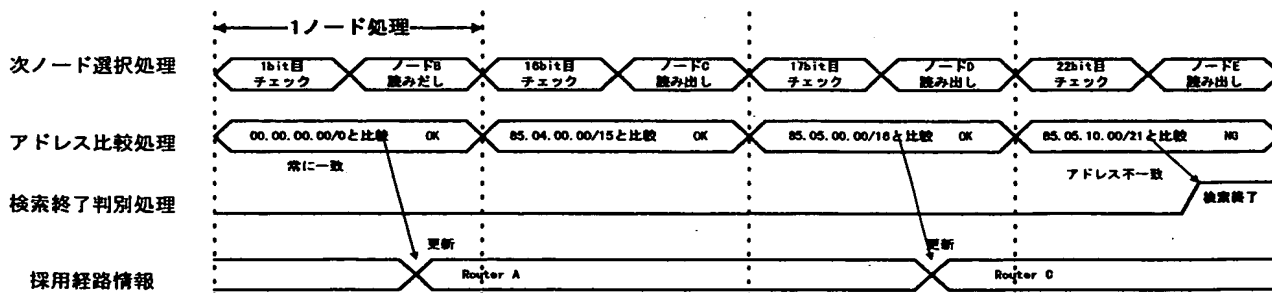 1ノード処理
次ノード選択処理
1bit目
チェック
ノードB
読みだし
16bit目
チェック
ノードC
読み出し
17bit目
チェック
ノードD
読み出し
22bit目
チェック
ノードE
読み出し
アドレス比較処理
00.00.00.00/0と比較 OK
85.04.00.00/15と比較 OK
85.05.00.00/16と比較 OK
85.05.10.00/21と比較 NG
常に一致
アドレス不一致
検索終了判別処理
検索終了
更新
更新
採用経路情報
Router A
Router C